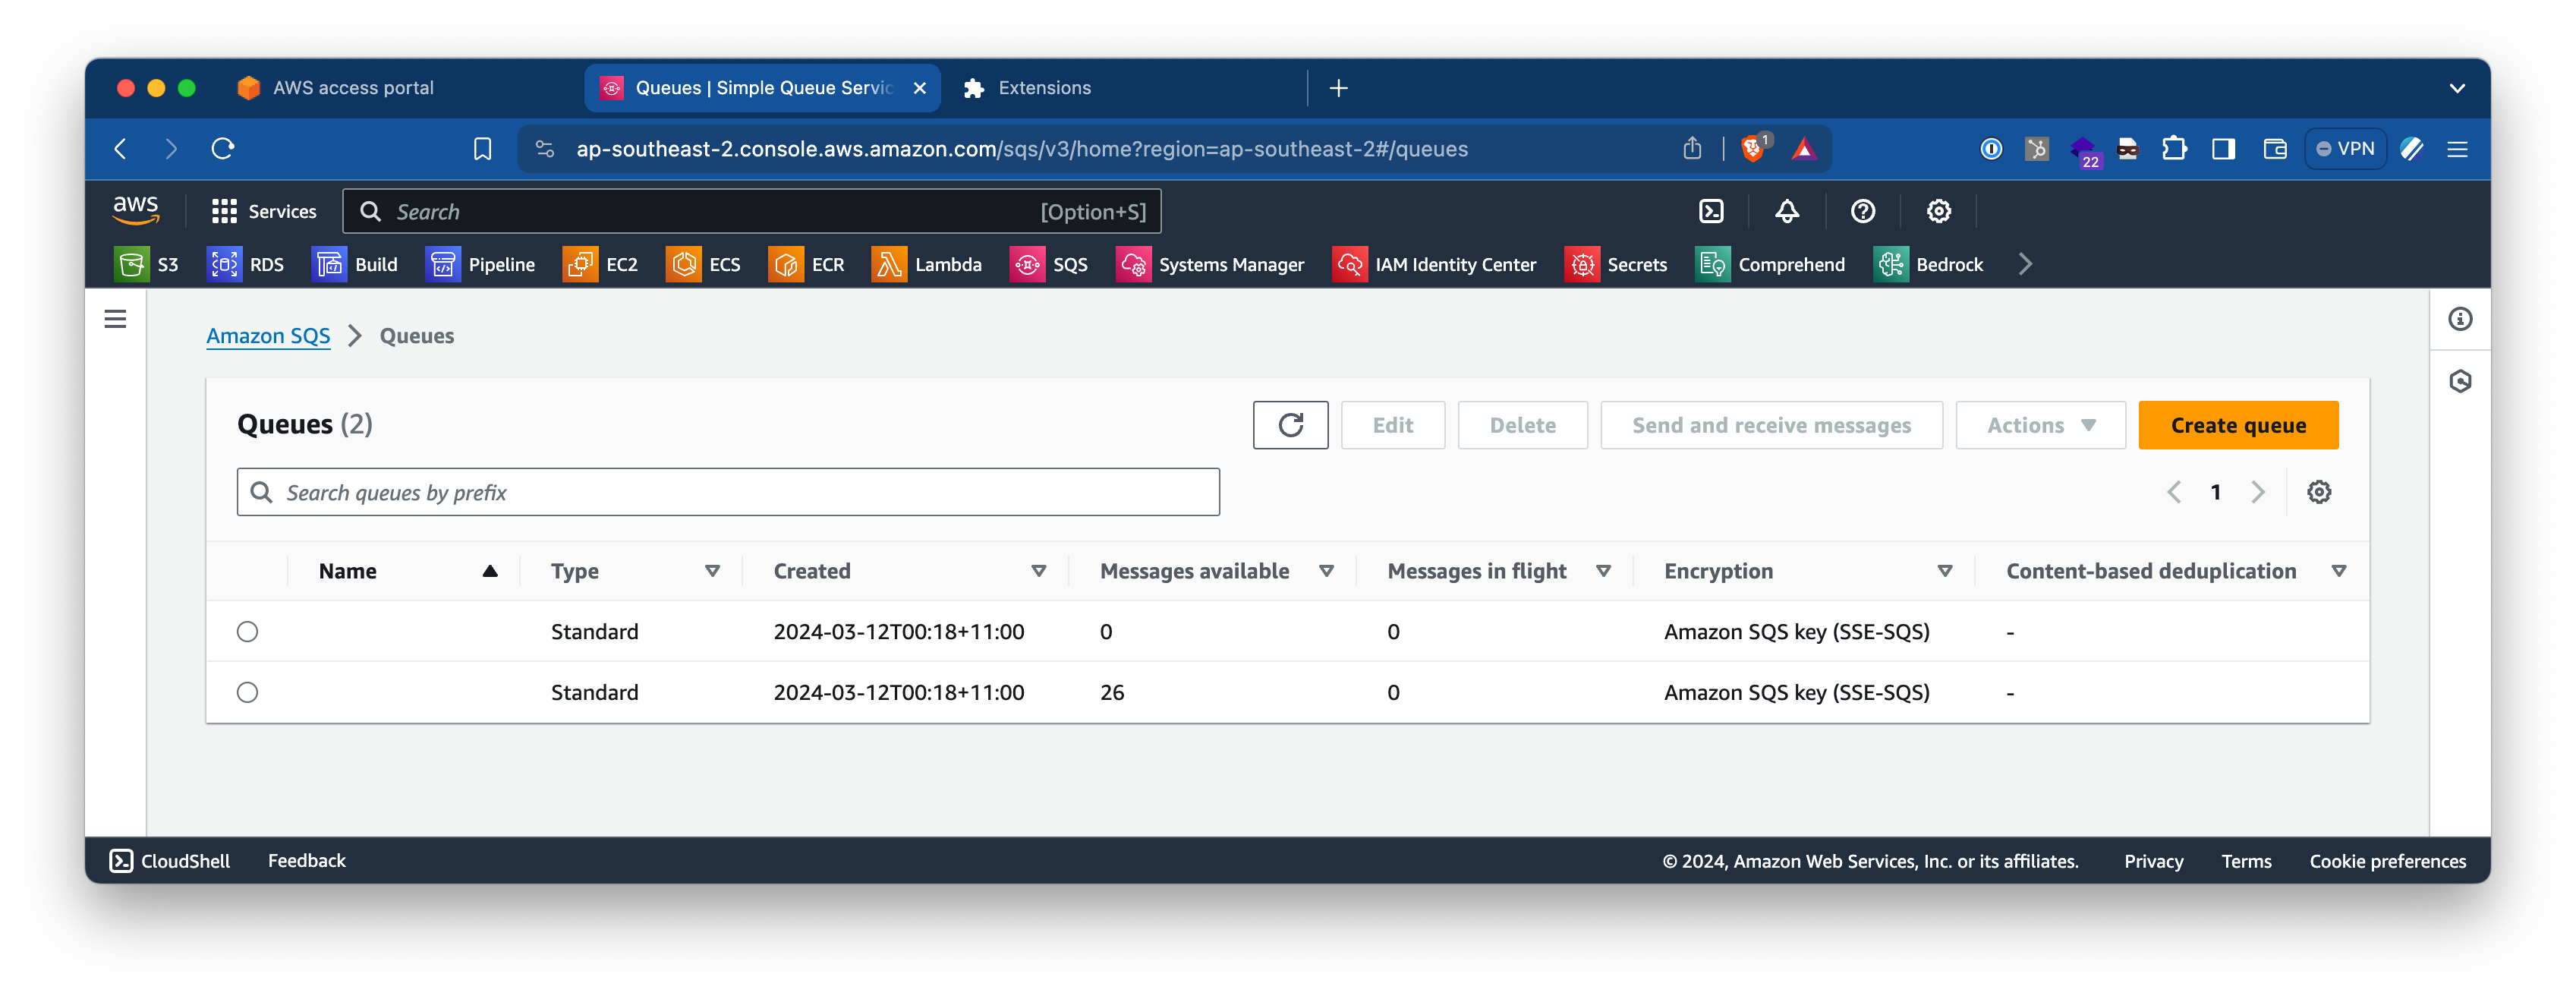 AWS access portal
Queues | Simple Queue Servic
Extensions
ap-southeast-2.console.aws.amazon.com/sqs/v3/home?region=ap-southeast-2#/queues
1
22
VPN
aws
Services
Search
[Option+S]
S3
RDS
Build
Pipeline
EC2
ECS
ECR
Lambda
SQS
Systems Manager
IAM Identity Center
Secrets
Comprehend
Bedrock
Amazon SQS
Queues
Queues (2)
Edit
Delete
Send and receive messages
Actions
Create queue
Search queues by prefix
1
Name
Type
Created
Messages available
Messages in flight
Encryption
Content-based deduplication
Standard
2024-03-12T00:18+11:00
0
0
Amazon SQS key (SSE-SQS)
-
Standard
2024-03-12T00:18+11:00
26
0
Amazon SQS key (SSE-SQS)
-
CloudShell
Feedback
© 2024, Amazon Web Services, Inc. or its affiliates.
Privacy
Terms
Cookie preferences